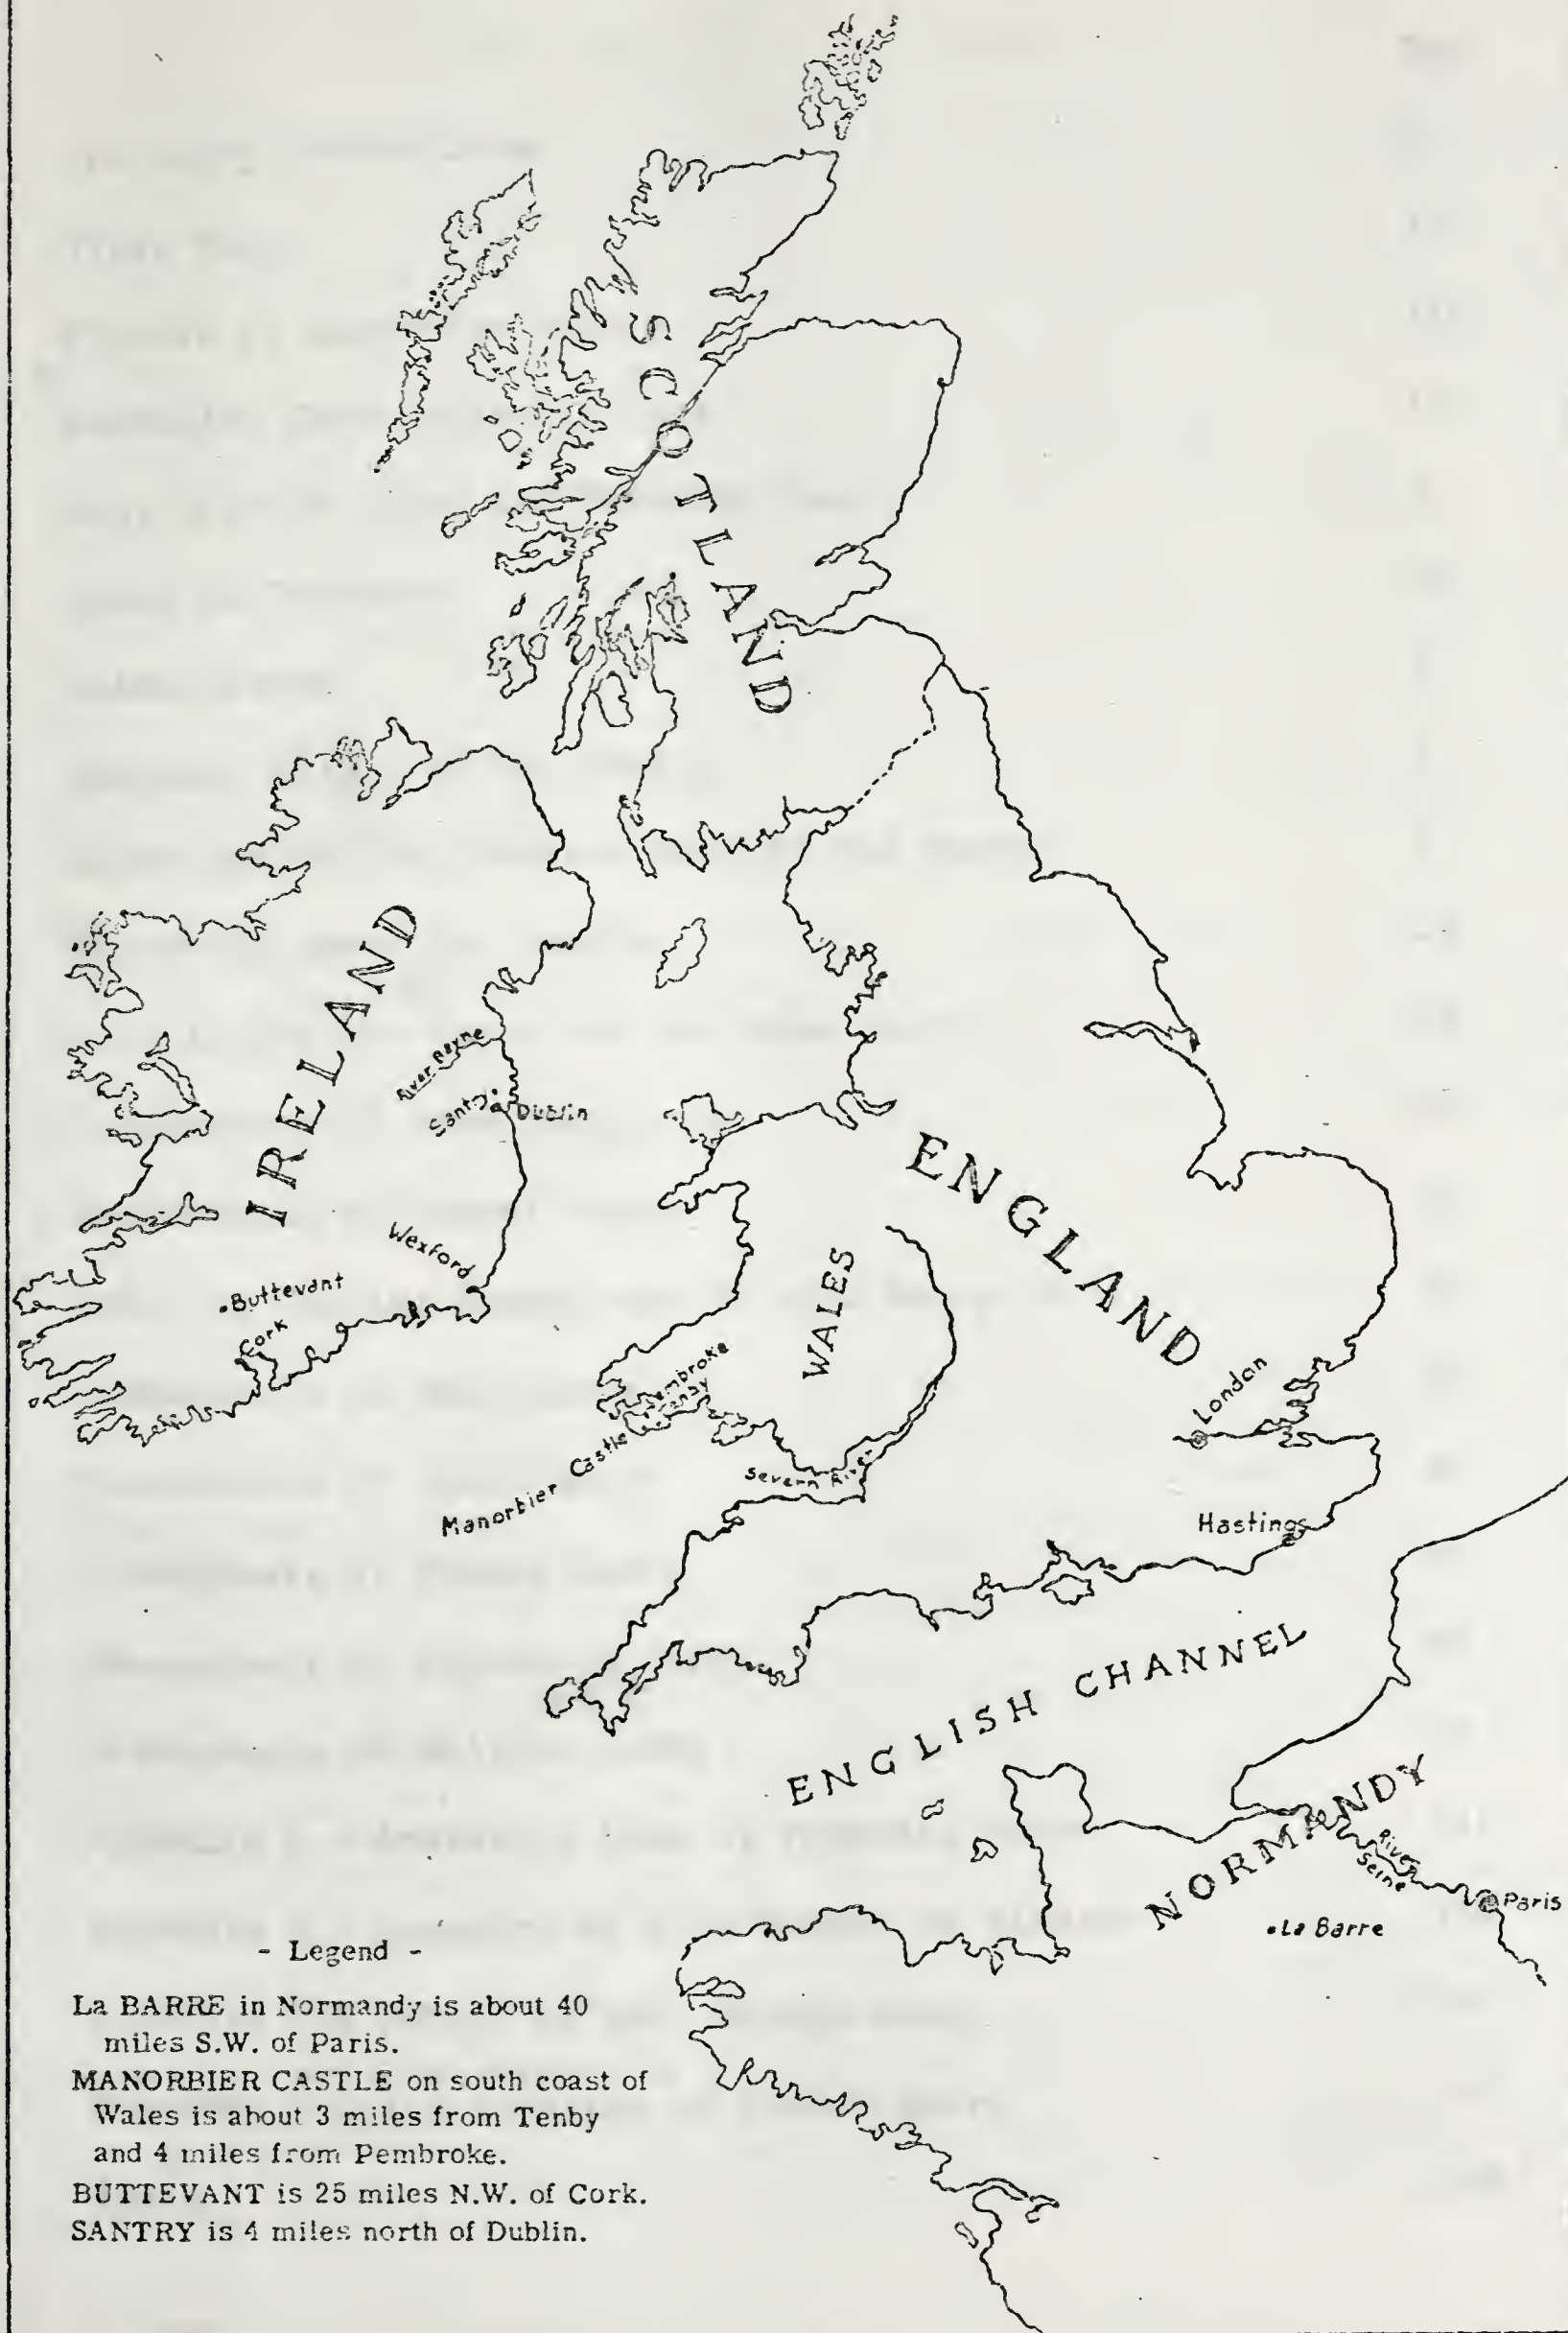 SCOTLAND
IRELAND
River Boyne
Santry
Dublin
ENGLAND
WALES
Wexford
Buttevant
Cork
Pembroke
Tenby
Manorbier Castle
Severn River
London
Hastings
ENGLISH CHANNEL
NORMANDY
River
Seine
Paris
La Barre
- Legend -
La BARRE in Normandy is about 40
miles S.W. of Paris.
MANORBIER CASTLE on south coast of
Wales is about 3 miles from Tenby
and 4 miles from Pembroke.
BUTTEVANT is 25 miles N.W. of Cork.
SANTRY is 4 miles north of Dublin.